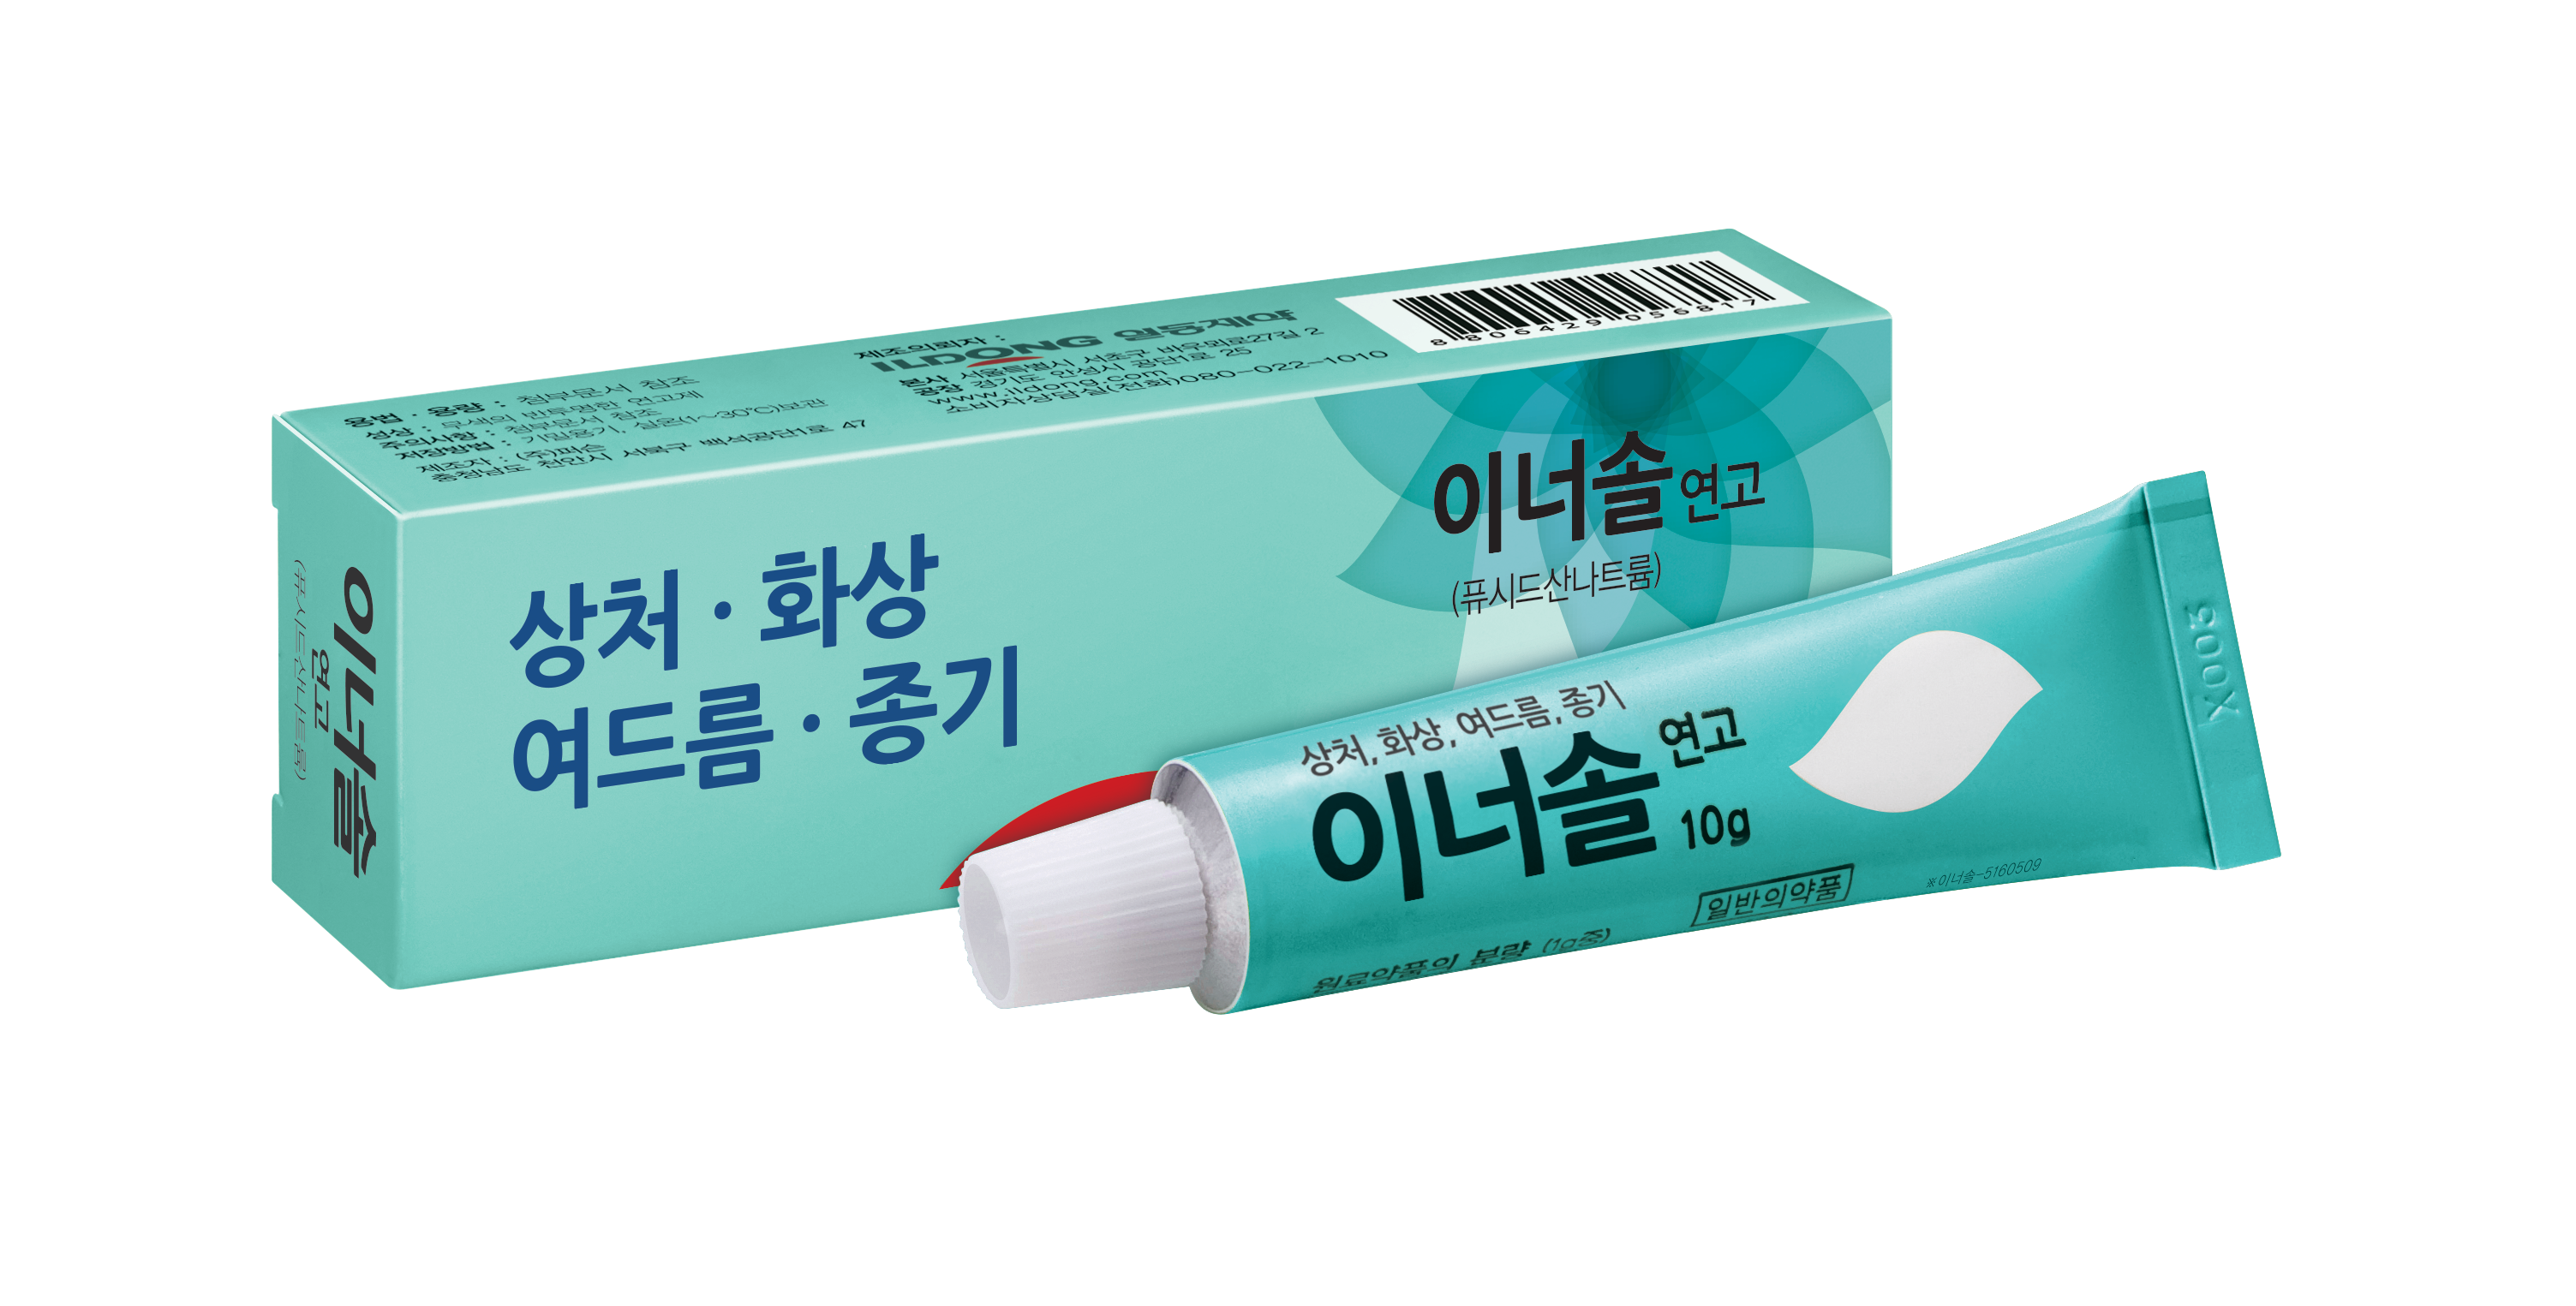 용법 · 용량 : 첨부문서 참조
성상 : 무색의 반투명한 연고제
주의사항 : 첨부문서 참조
저장방법 : 기밀용기, 실온(1~30℃)보관
제조자 : (주)퍼슨
충청남도 천안시 서북구 백석공단1로 47
제조의뢰자 :
ILDONG 일동제약
본사 서울특별시 서초구 바우뫼로27길 2
공장 경기도 안성시 공단1로 25
www.ildong.com
소비자상담실(전화)080-022-1010
8 806429 056817
이너솔 연고
(퓨시드산나트륨)
상처 · 화상
여드름 · 종기
이너솔
연고
(퓨시드산나트륨)
상처, 화상, 여드름, 종기
이너솔 연고
10g
일반의약품
※이너솔-5160509
원료약품의 분량 (1g중)
X003